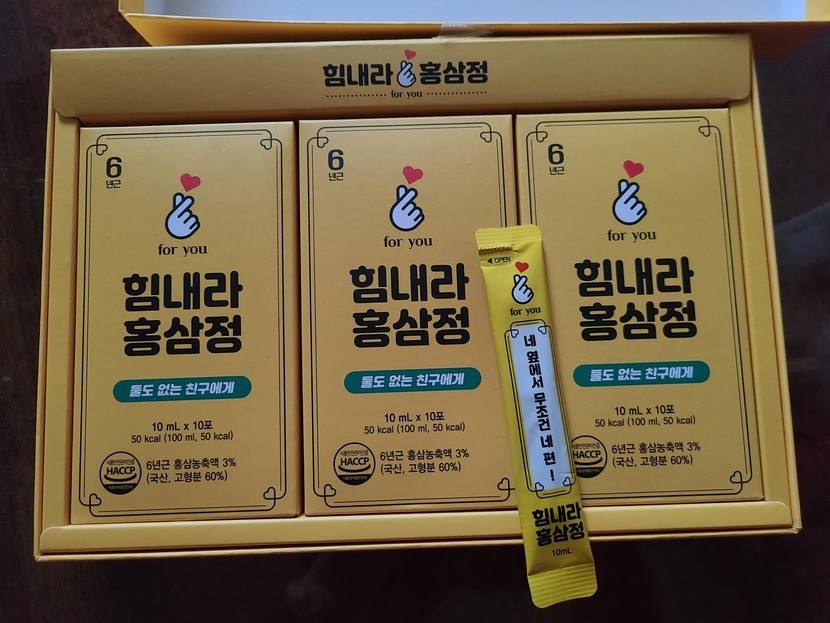 힘내라 홍삼정
for you
6
년근
for you
힘내라
홍삼정
둘도 없는 친구에게
10 mL x 10포
50 kcal (100 mL, 50 kcal)
HACCP
6년근 홍삼농축액 3%
(국산, 고형분 60%)
6
년근
for you
힘내라
홍삼정
둘도 없는 친구에게
10 mL x 10포
50 kcal (100 mL, 50 kcal)
HACCP
6년근 홍삼농축액 3%
(국산, 고형분 60%)
6
년근
for you
힘내라
홍삼정
둘도 없는 친구에게
10 mL x 10포
50 kcal (100 mL, 50 kcal)
HACCP
6년근 홍삼농축액 3%
(국산, 고형분 60%)
◀ OPEN
for you
네 옆에서 무조건 네 편!
힘내라
홍삼정
10mL